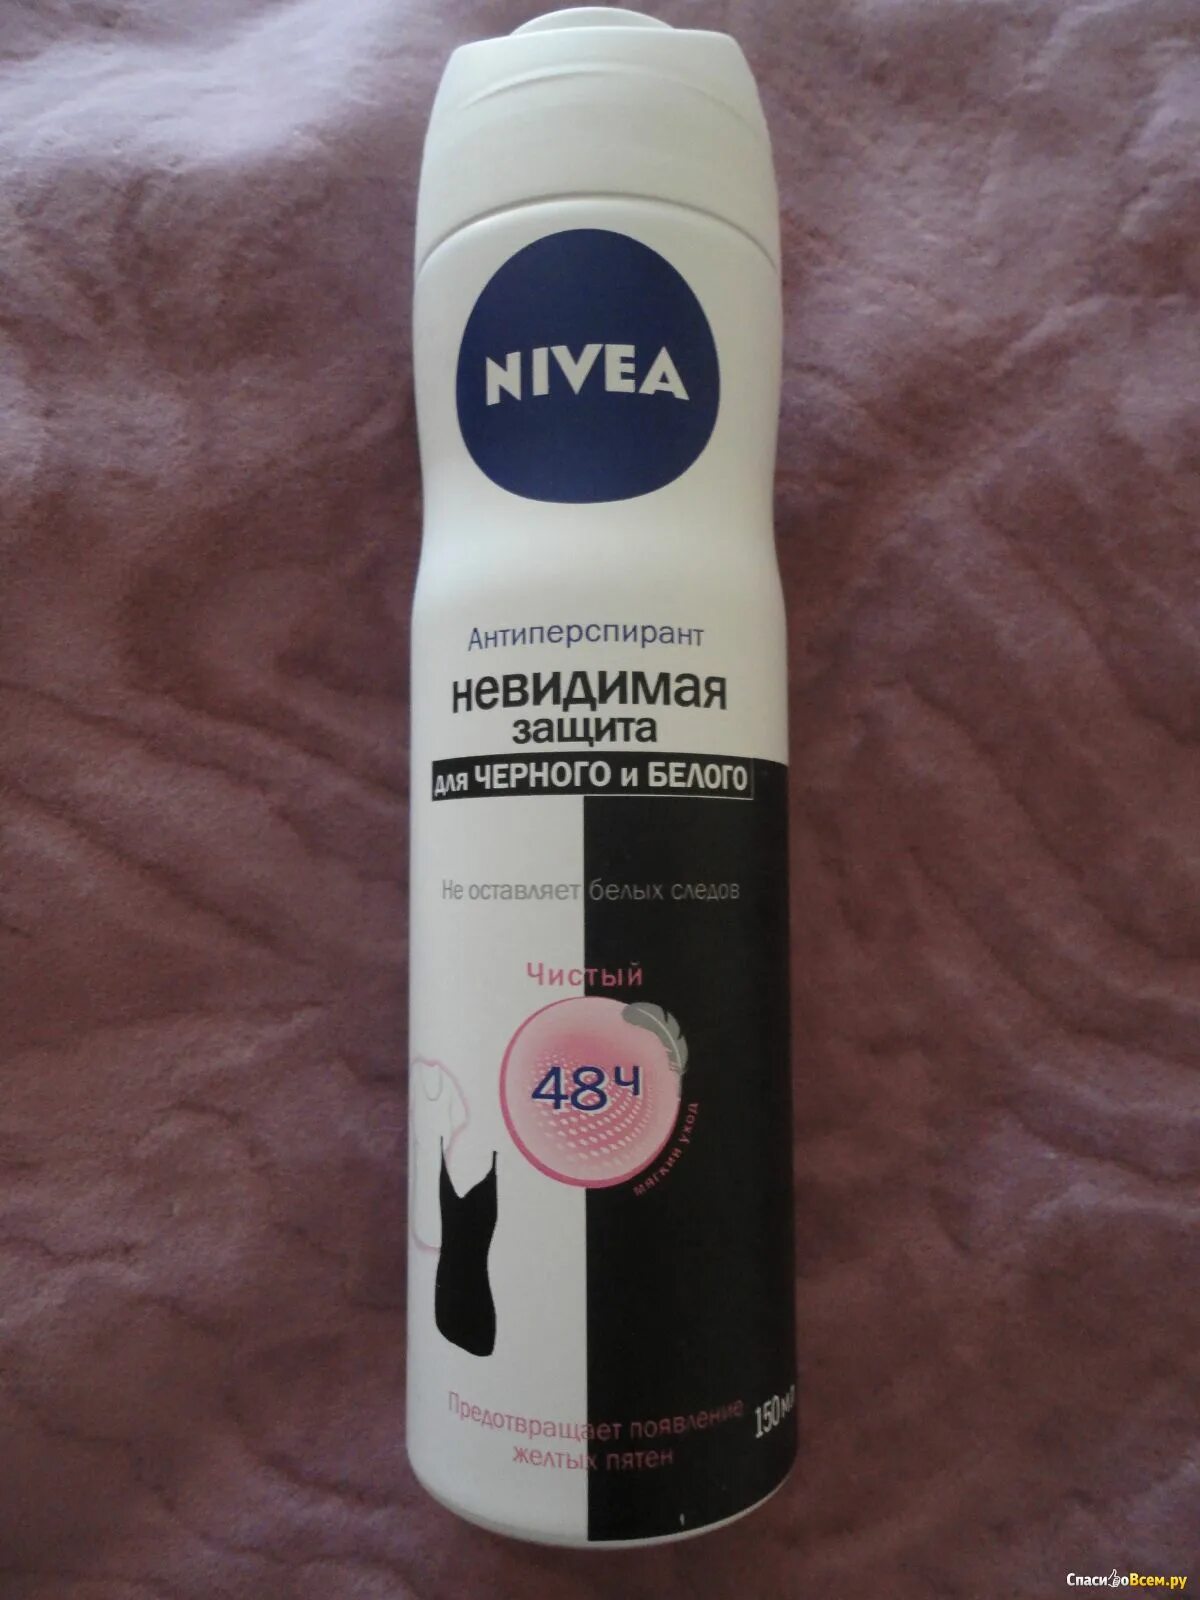 NIVEA
Антиперспирант
невидимая
защита
для ЧЕРНОГО и БЕЛОГО
Не оставляет белых следов
Чистый
48ч
мягкий уход
Предотвращает появление
желтых пятен
150мл
СпасибоВсем.ру